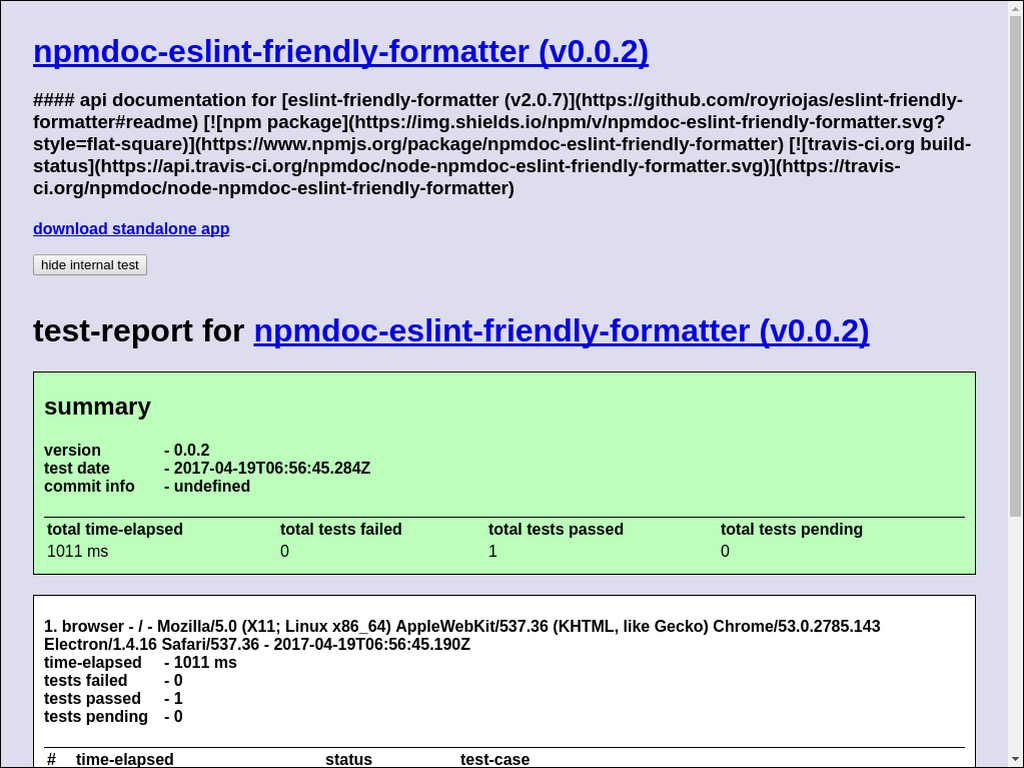 npmdoc-eslint-friendly-formatter (v0.0.2)
#### api documentation for [eslint-friendly-formatter (v2.0.7)](https://github.com/royriojas/eslint-friendly-
formatter#readme) [![npm package](https://img.shields.io/npm/v/npmdoc-eslint-friendly-formatter.svg?
style=flat-square)](https://www.npmjs.org/package/npmdoc-eslint-friendly-formatter) [![travis-ci.org build-
status](https://api.travis-ci.org/npmdoc/node-npmdoc-eslint-friendly-formatter.svg)](https://travis-
ci.org/npmdoc/node-npmdoc-eslint-friendly-formatter)
download standalone app
hide internal test
test-report for npmdoc-eslint-friendly-formatter (v0.0.2)
summary
version - 0.0.2
test date - 2017-04-19T06:56:45.284Z
commit info - undefined
total time-elapsed total tests failed total tests passed total tests pending
1011 ms 0 1 0
1. browser - / - Mozilla/5.0 (X11; Linux x86_64) AppleWebKit/537.36 (KHTML, like Gecko) Chrome/53.0.2785.143
Electron/1.4.16 Safari/537.36 - 2017-04-19T06:56:45.190Z
time-elapsed - 1011 ms
tests failed - 0
tests passed - 1
tests pending - 0
# time-elapsed status test-case